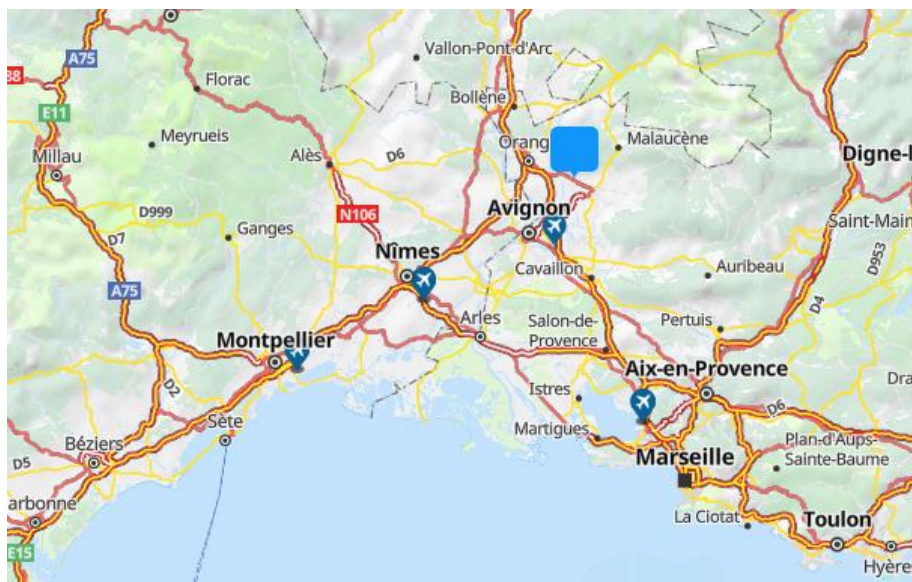 A75
Vallon-Pont-d'Arc
88
Florac
Bollène
E11
Meyrueis
Orang
Malaucène
Millau
Alès
D6
Digne-l
D999
N106
Avignon
Saint-Maim
D7
Ganges
Nîmes
D953
Cavaillon
Auribeau
A75
D4
Arles
Salon-de-
Provence
Pertuis
Montpellier
Aix-en-Provence
D2
Istres
Dra
D6
Sète
Martigues
Béziers
Marseille
Plan-d'Aups-
Sainte-Baume
D5
arbonne
La Ciotat
Toulon
E15
Hyère